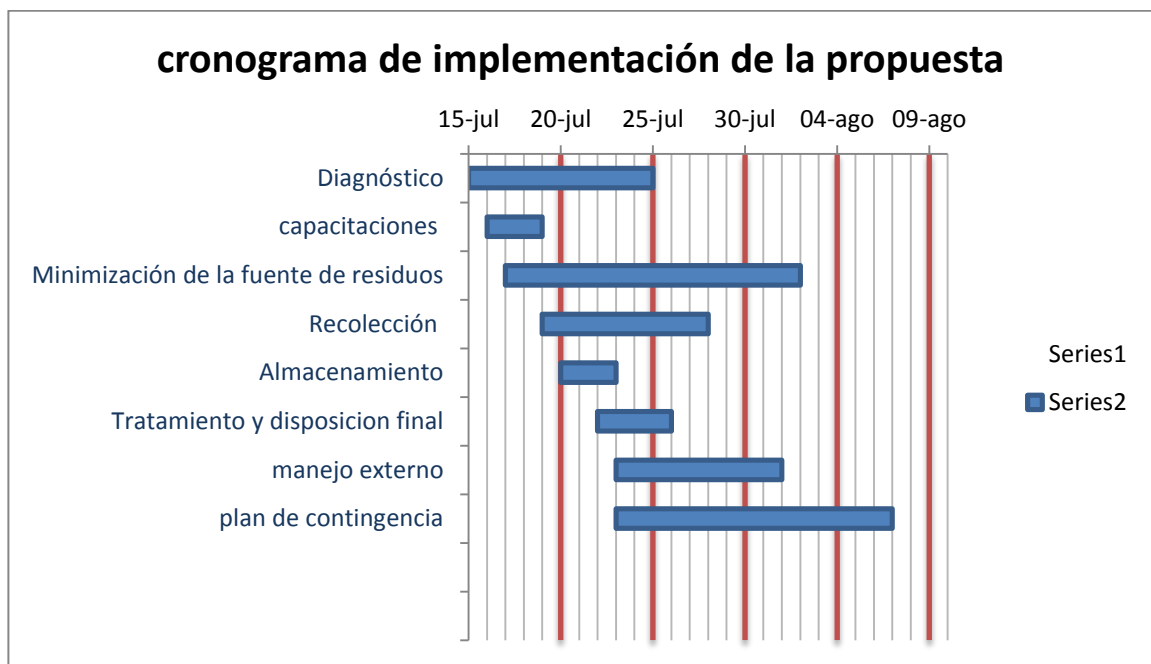 cronograma de implementación de la propuesta
15-jul 20-jul 25-jul 30-jul 04-ago 09-ago
Diagnóstico
capacitaciones
Minimización de la fuente de residuos
Recolección
Almacenamiento
Tratamiento y disposicion final
manejo externo
plan de contingencia
Series1
Series2